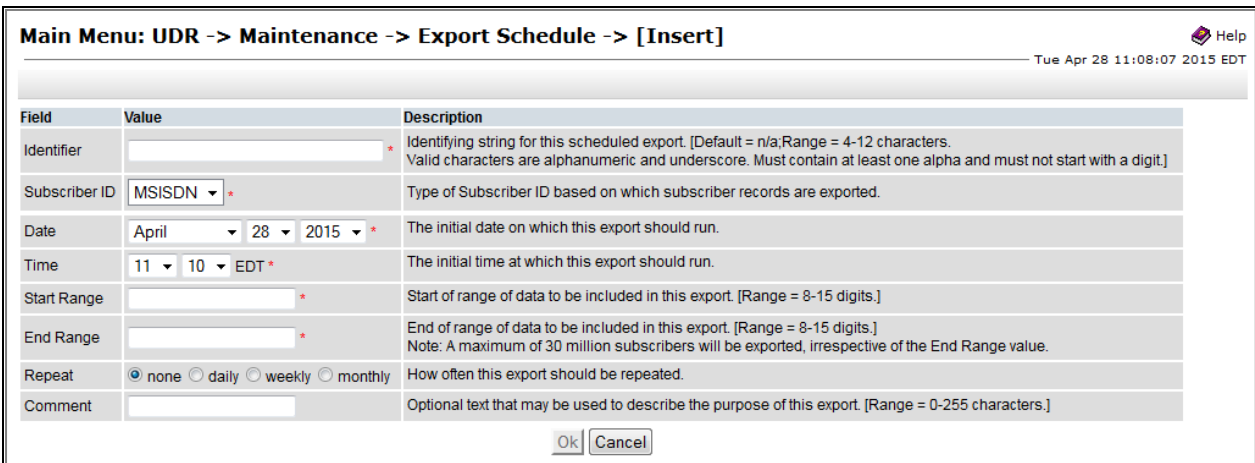 Main Menu: UDR -> Maintenance -> Export Schedule -> [Insert]
Help
Tue Apr 28 11:08:07 2015 EDT
Field Value Description
Identifier * Identifying string for this scheduled export. [Default = n/a;Range = 4-12 characters.
Valid characters are alphanumeric and underscore. Must contain at least one alpha and must not start with a digit.]
Subscriber ID MSISDN * Type of Subscriber ID based on which subscriber records are exported.
Date April 28 2015 * The initial date on which this export should run.
Time 11 10 EDT * The initial time at which this export should run.
Start Range * Start of range of data to be included in this export. [Range = 8-15 digits.]
End Range * End of range of data to be included in this export. [Range = 8-15 digits.]
Note: A maximum of 30 million subscribers will be exported, irrespective of the End Range value.
Repeat none daily weekly monthly How often this export should be repeated.
Comment Optional text that may be used to describe the purpose of this export. [Range = 0-255 characters.]
Ok Cancel